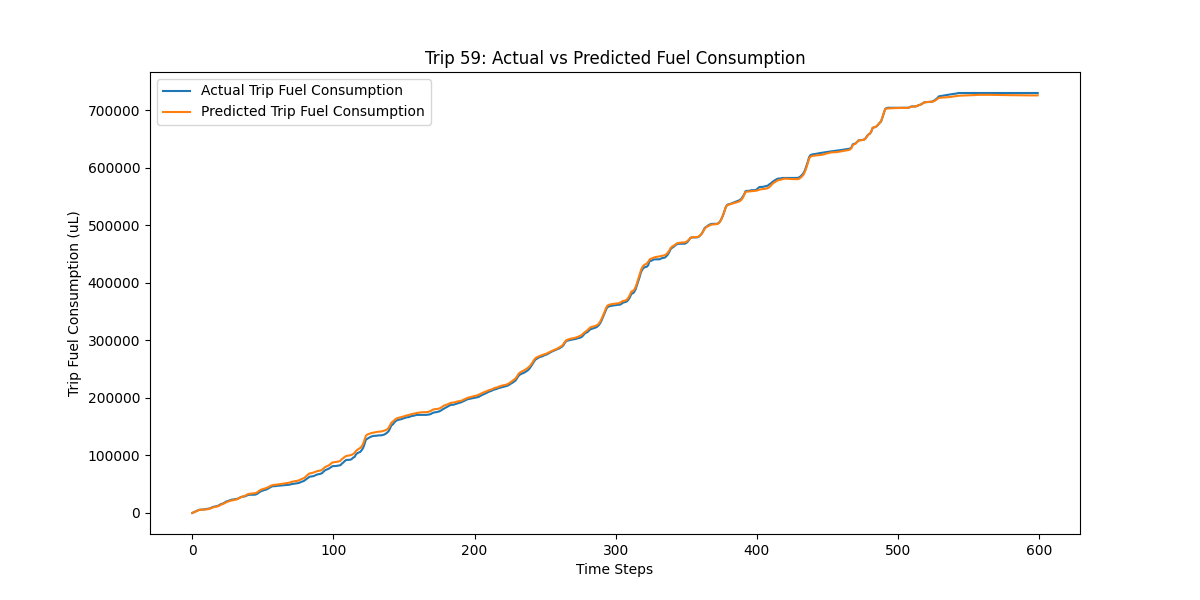 Trip 59: Actual vs Predicted Fuel Consumption
Actual Trip Fuel Consumption
Predicted Trip Fuel Consumption
Trip Fuel Consumption (uL)
700000
600000
500000
400000
300000
200000
100000
0
0 100 200 300 400 500 600
Time Steps